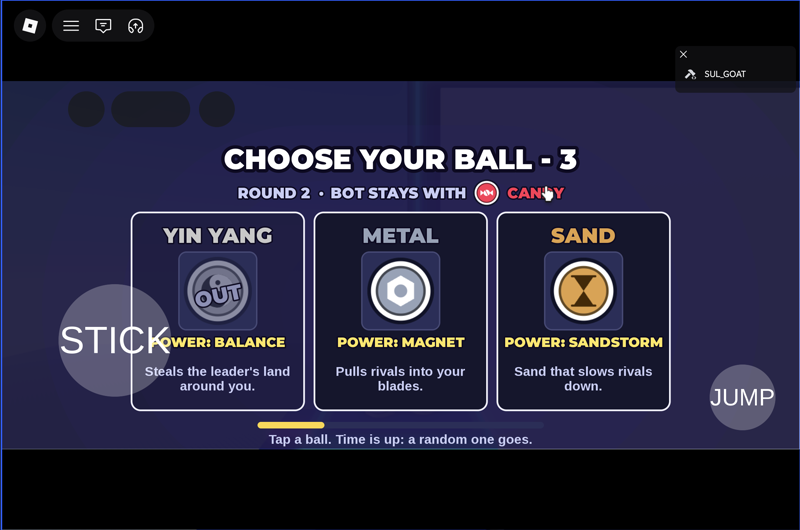 SUL_GOAT
CHOOSE YOUR BALL - 3
ROUND 2 • BOT STAYS WITH CANDY
YIN YANG
OUT
POWER: BALANCE
Steals the leader's land
around you.
METAL
POWER: MAGNET
Pulls rivals into your
blades.
SAND
POWER: SANDSTORM
Sand that slows rivals
down.
STICK
JUMP
Tap a ball. Time is up: a random one goes.